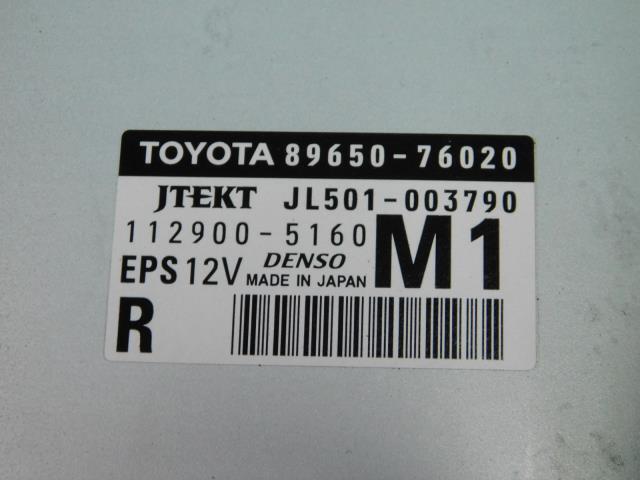 TOYOTA 89650-76020
JTEKT JL501-003790
112900-5160 M1
EPS 12V DENSO
MADE IN JAPAN
R